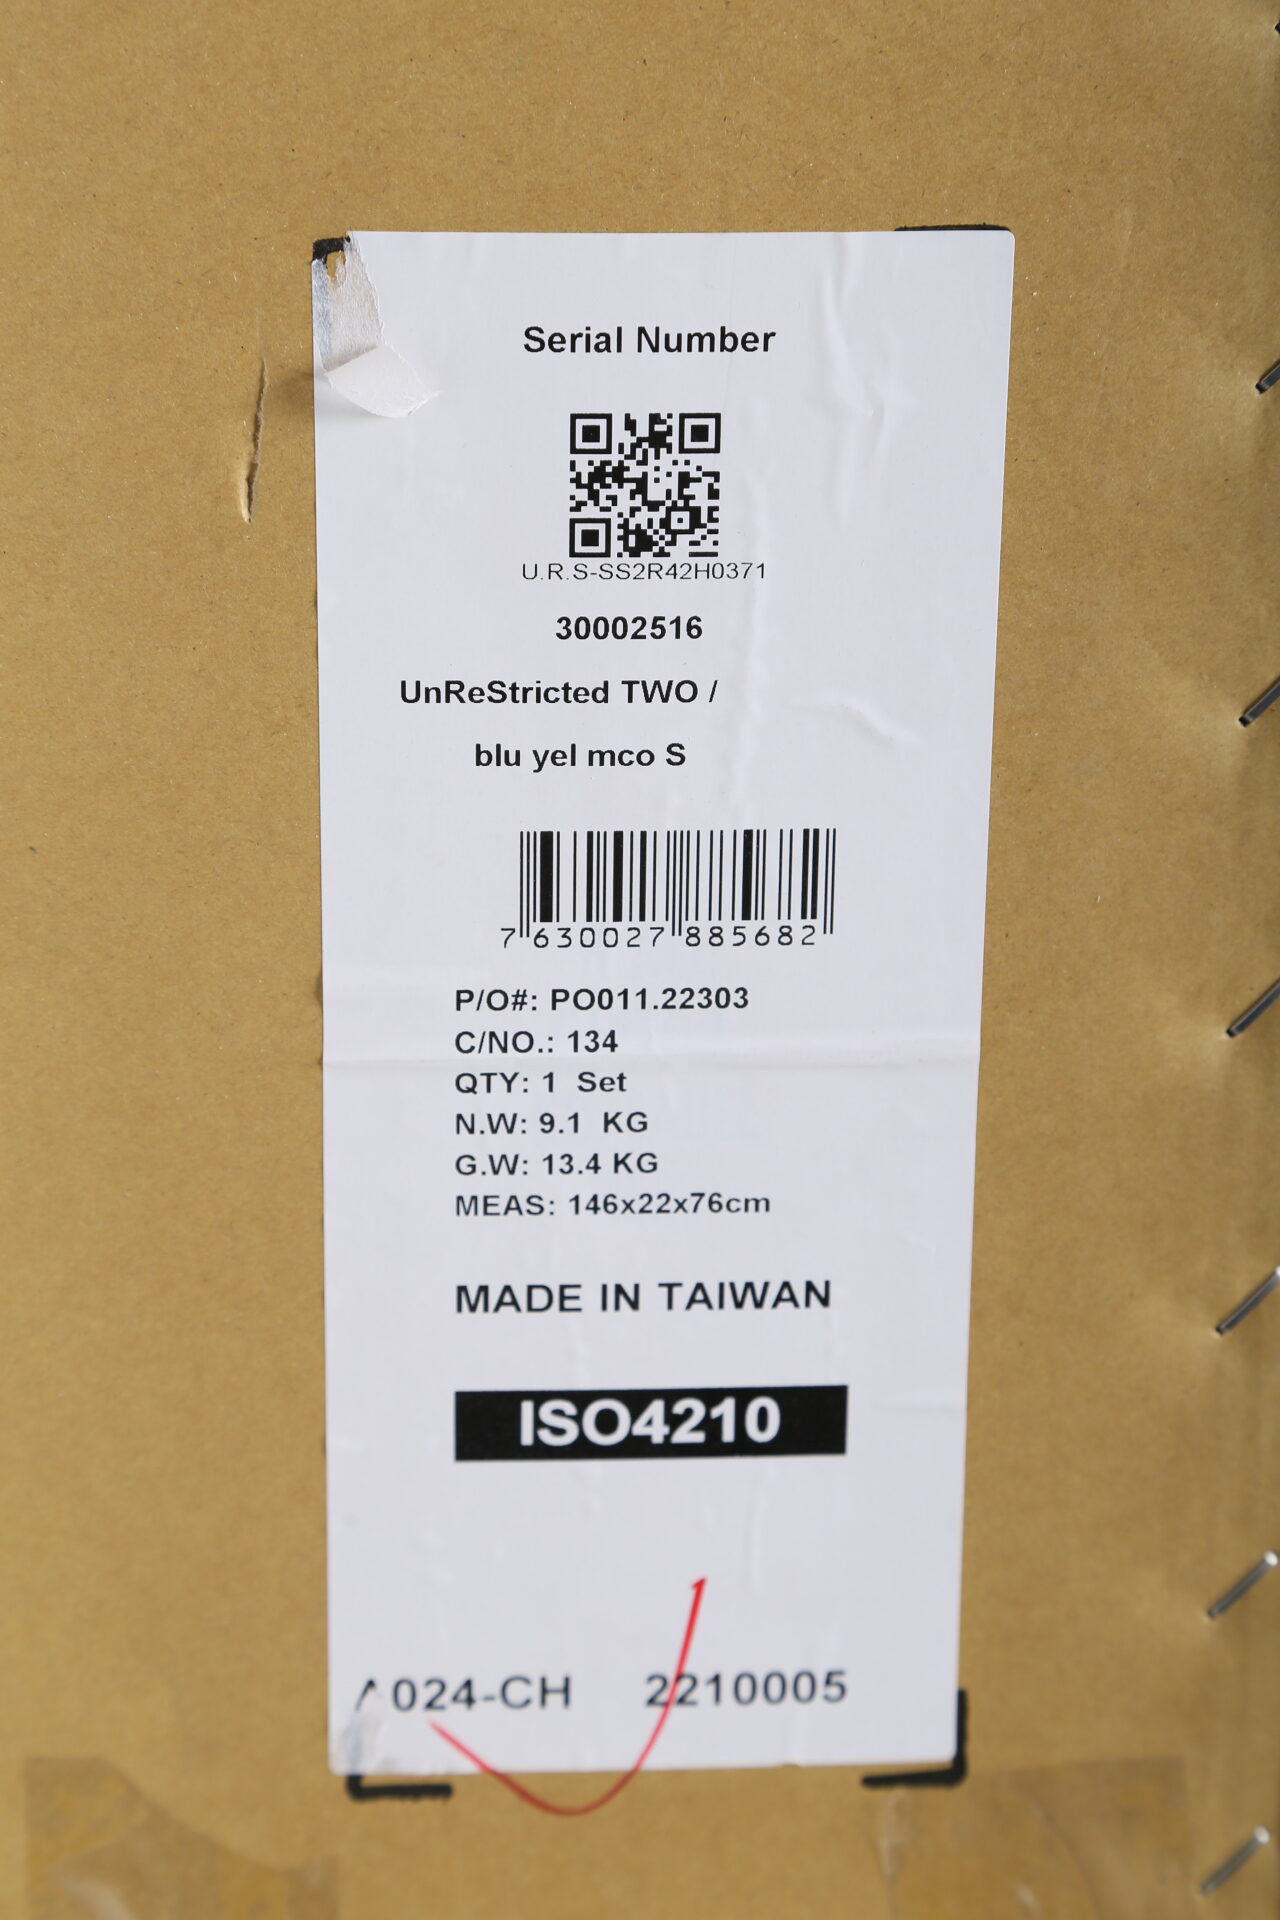 Serial Number
U.R.S-SS2R42H0371
30002516
UnReStricted TWO /
blu yel mco S
7 630027 885682
P/O#: PO011.22303
C/NO.: 134
QTY: 1 Set
N.W: 9.1 KG
G.W: 13.4 KG
MEAS: 146x22x76cm
MADE IN TAIWAN
ISO4210
A024-CH 2210005